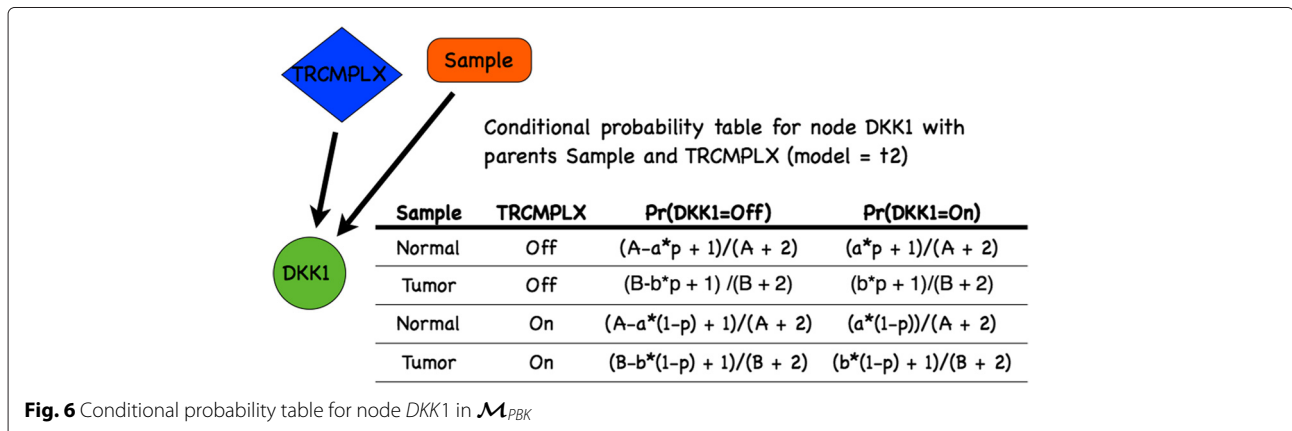 TRCMPLX
Sample
Conditional probability table for node DKK1 with
parents Sample and TRCMPLX (model = t2)
Sample TRCMPLX Pr(DKK1=Off) Pr(DKK1=On)
Normal Off (A-a*p + 1)/(A + 2) (a*p + 1)/(A + 2)
DKK1
Tumor Off (B-b*p + 1) /(B + 2) (b*p + 1)/(B + 2)
Normal On (A-a*(1-p) + 1)/(A + 2) (a*(1-p))/(A + 2)
Tumor On (B-b*(1-p) + 1)/(B + 2) (b*(1-p) + 1)/(B + 2)
Fig. 6 Conditional probability table for node DKK1 in 𝓜PBK